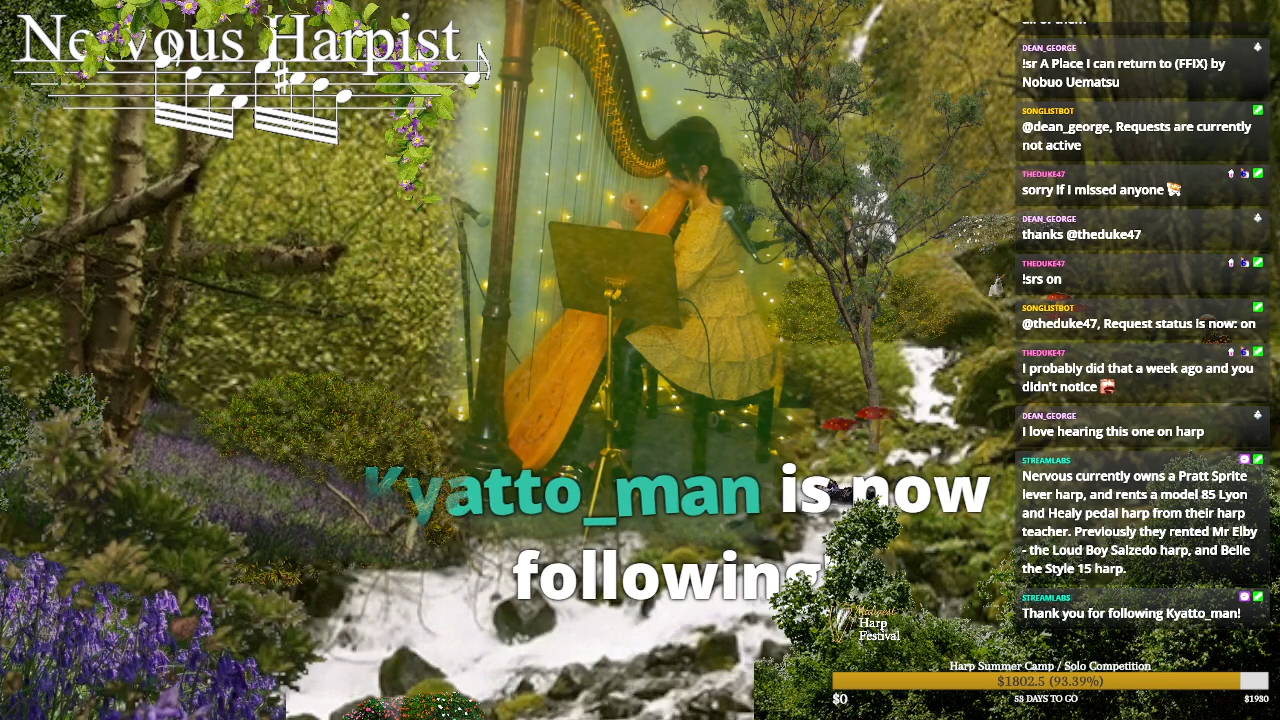 Nervous Harpist
all of them
DEAN_GEORGE
!sr A Place I can return to (FFIX) by
Nobuo Uematsu
SONGLISTBOT
@dean_george, Requests are currently
not active
THEDUKE47
sorry if I missed anyone
DEAN_GEORGE
thanks @theduke47
THEDUKE47
!srs on
SONGLISTBOT
@theduke47, Request status is now: on
THEDUKE47
I probably did that a week ago and you
didn't notice
DEAN_GEORGE
I love hearing this one on harp
STREAMLABS
Nervous currently owns a Pratt Sprite
lever harp, and rents a model 85 Lyon
and Healy pedal harp from their harp
teacher. Previously they rented Mr Elby
- the Loud Boy Salzedo harp, and Belle
the Style 15 harp.
STREAMLABS
Thank you for following Kyatto_man!
Kyatto_man is now
following!
Midwest
Harp
Festival
Harp Summer Camp / Solo Competition
$1802.5 (93.39%)
$0
53 DAYS TO GO
$1930